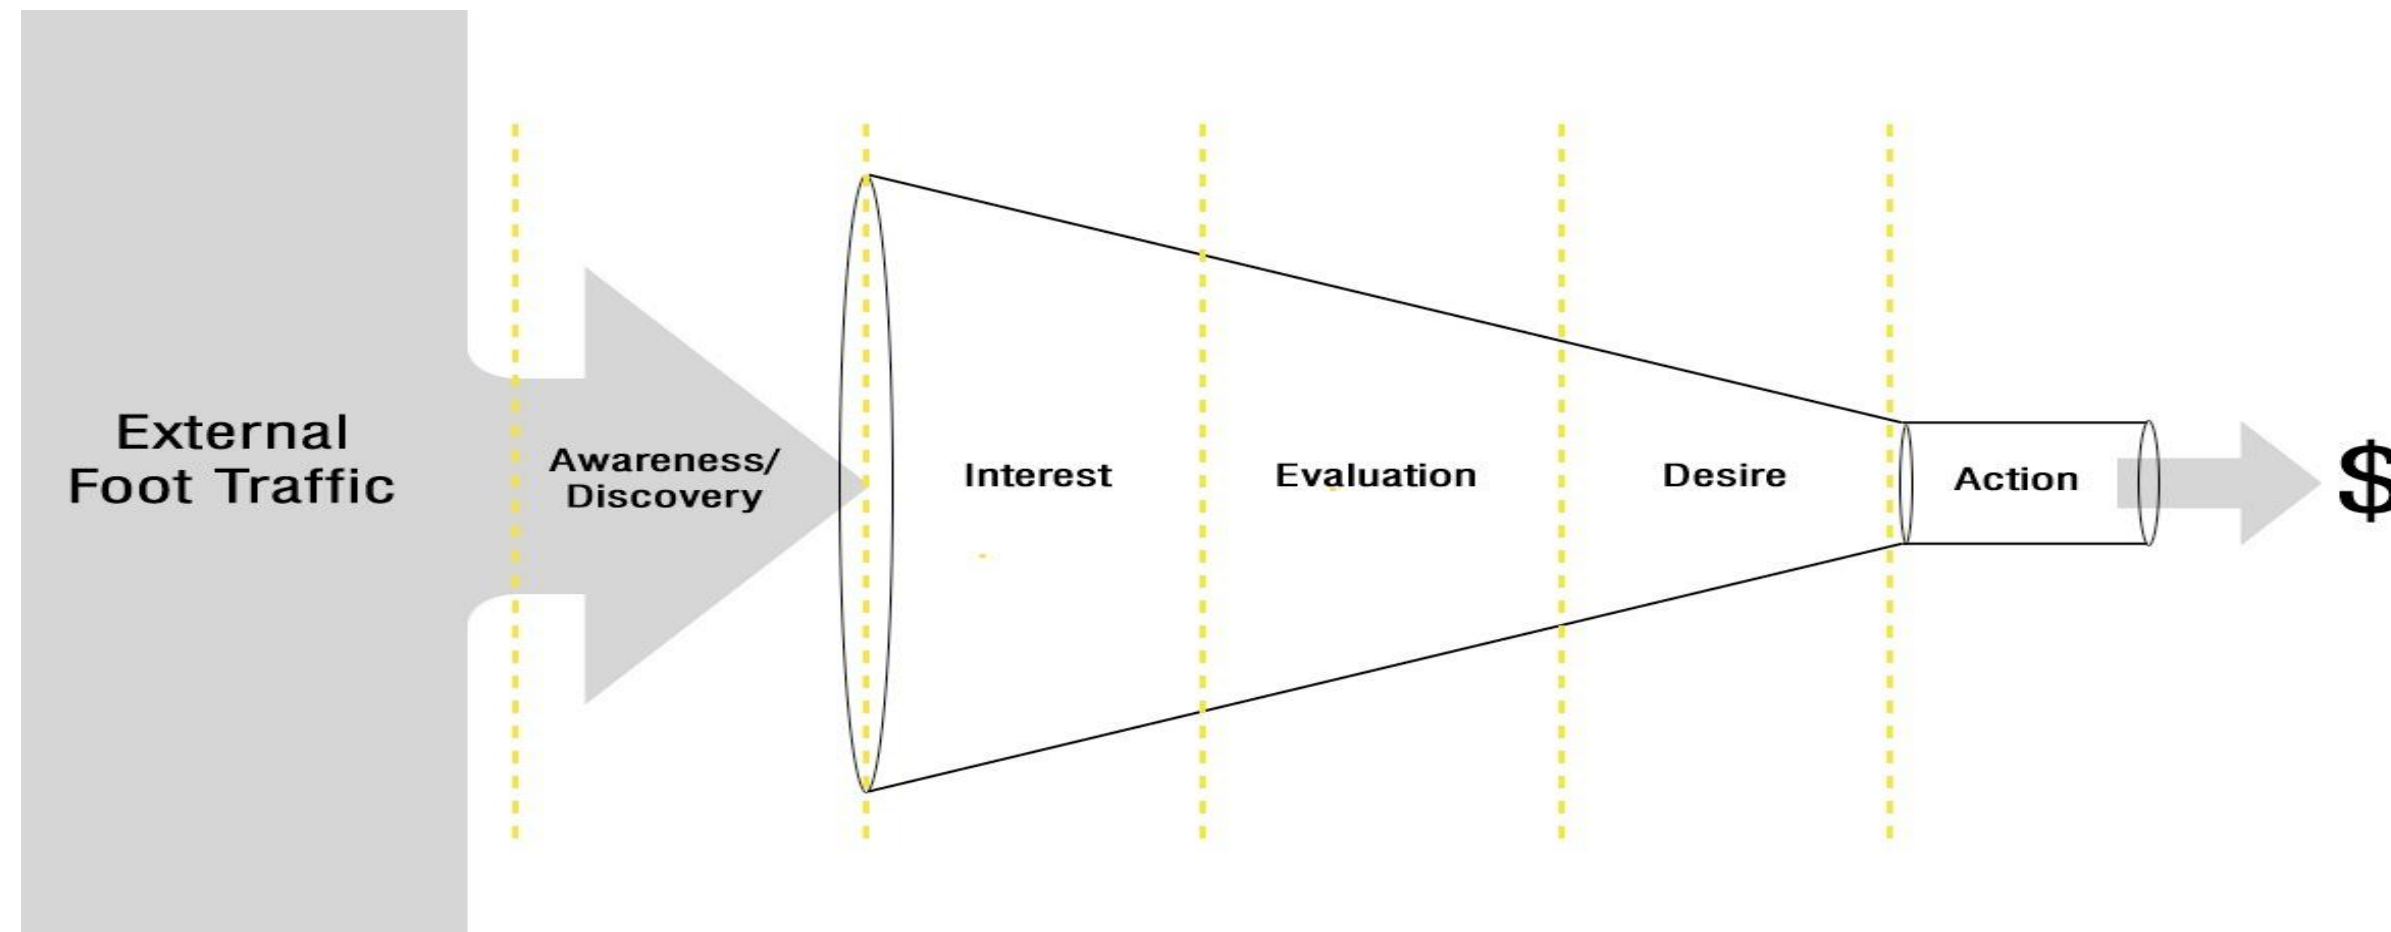 External
Foot Traffic
Awareness/
Discovery
Interest
Evaluation
Desire
Action
$